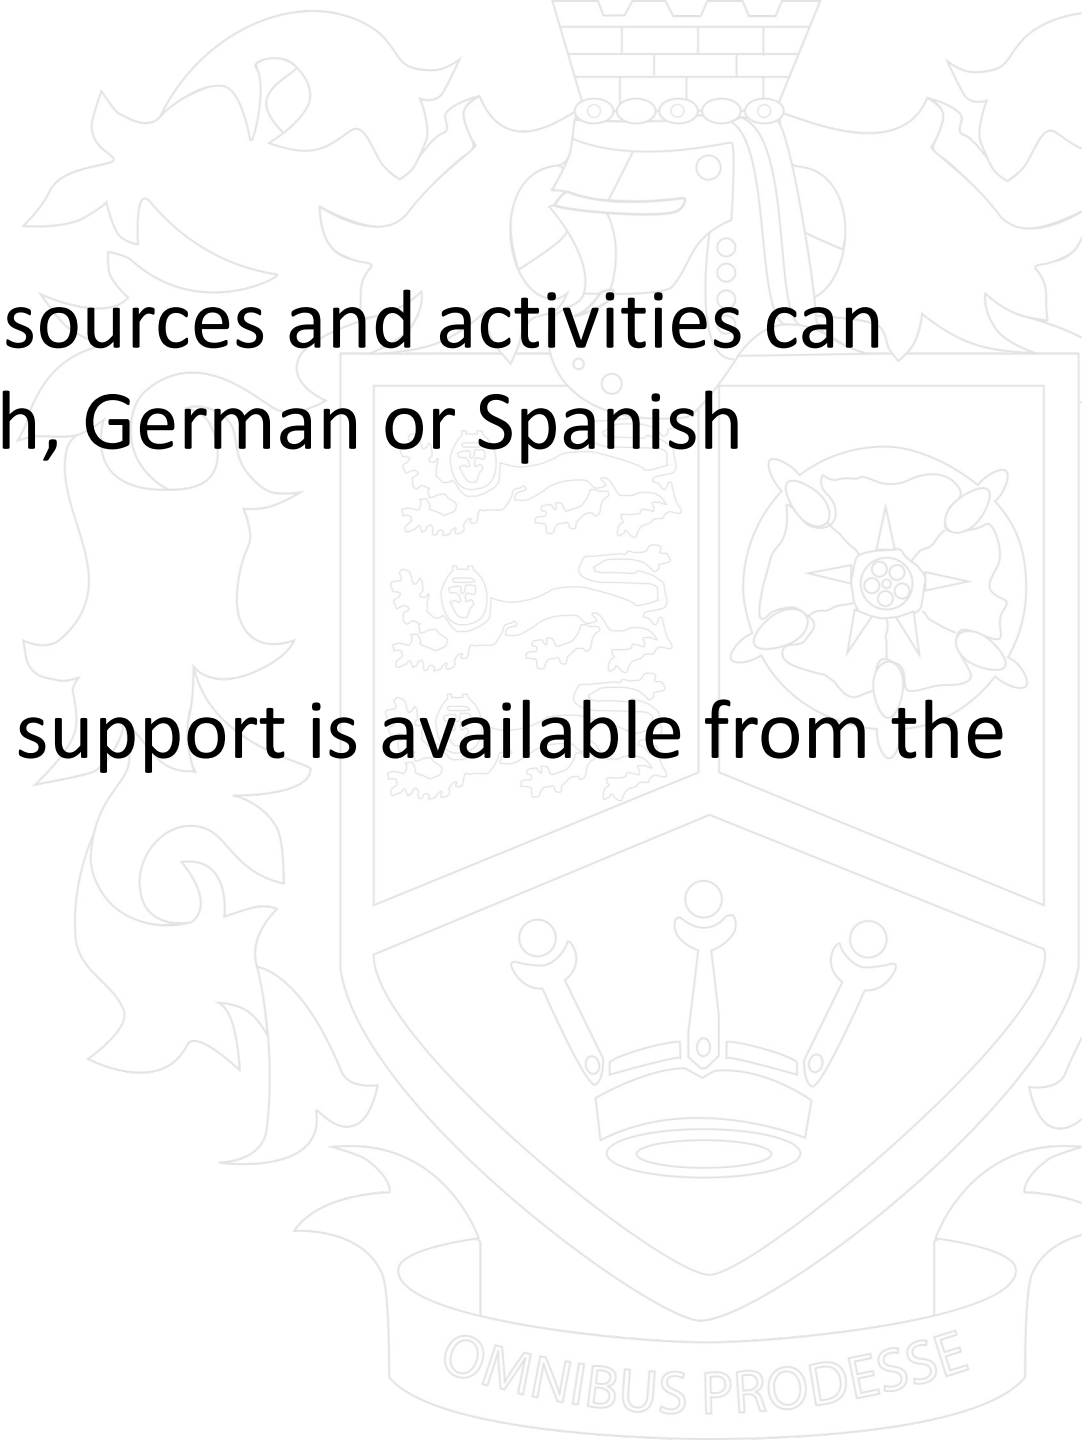 sources and activities can
h, German or Spanish
support is available from the
OMNIBUS PRODESSE